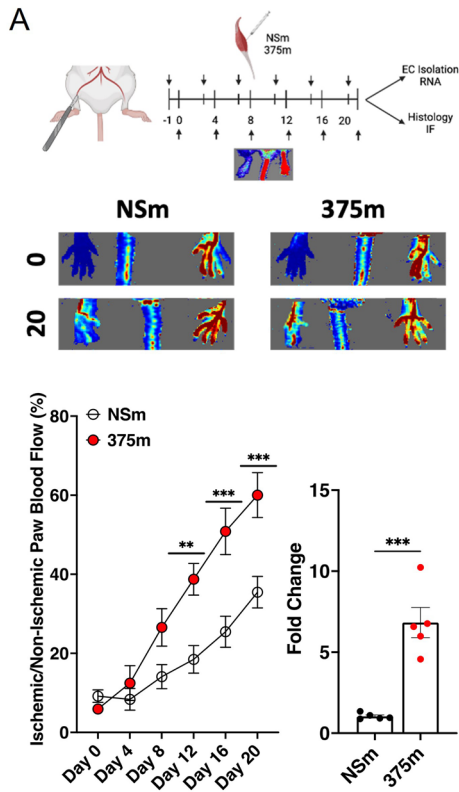 A
NSm
375m
EC Isolation
RNA
-1 0 4 8 12 16 20
Histology
IF
NSm 375m
0
20
Ischemic/Non-Ischemic Paw Blood Flow (%)
80
60
40
20
0
NSm
375m
**
***
***
Day 0 Day 4 Day 8 Day 12 Day 16 Day 20
Fold Change
15
10
5
0
***
NSm 375m